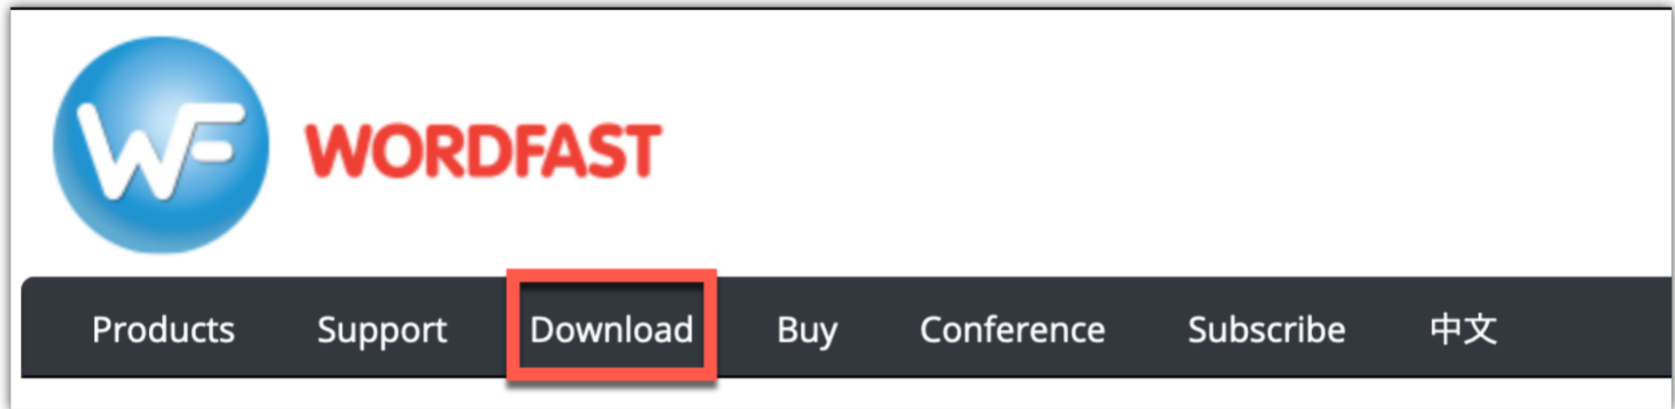 WF WORDFAST
Products Support Download Buy Conference Subscribe 中文